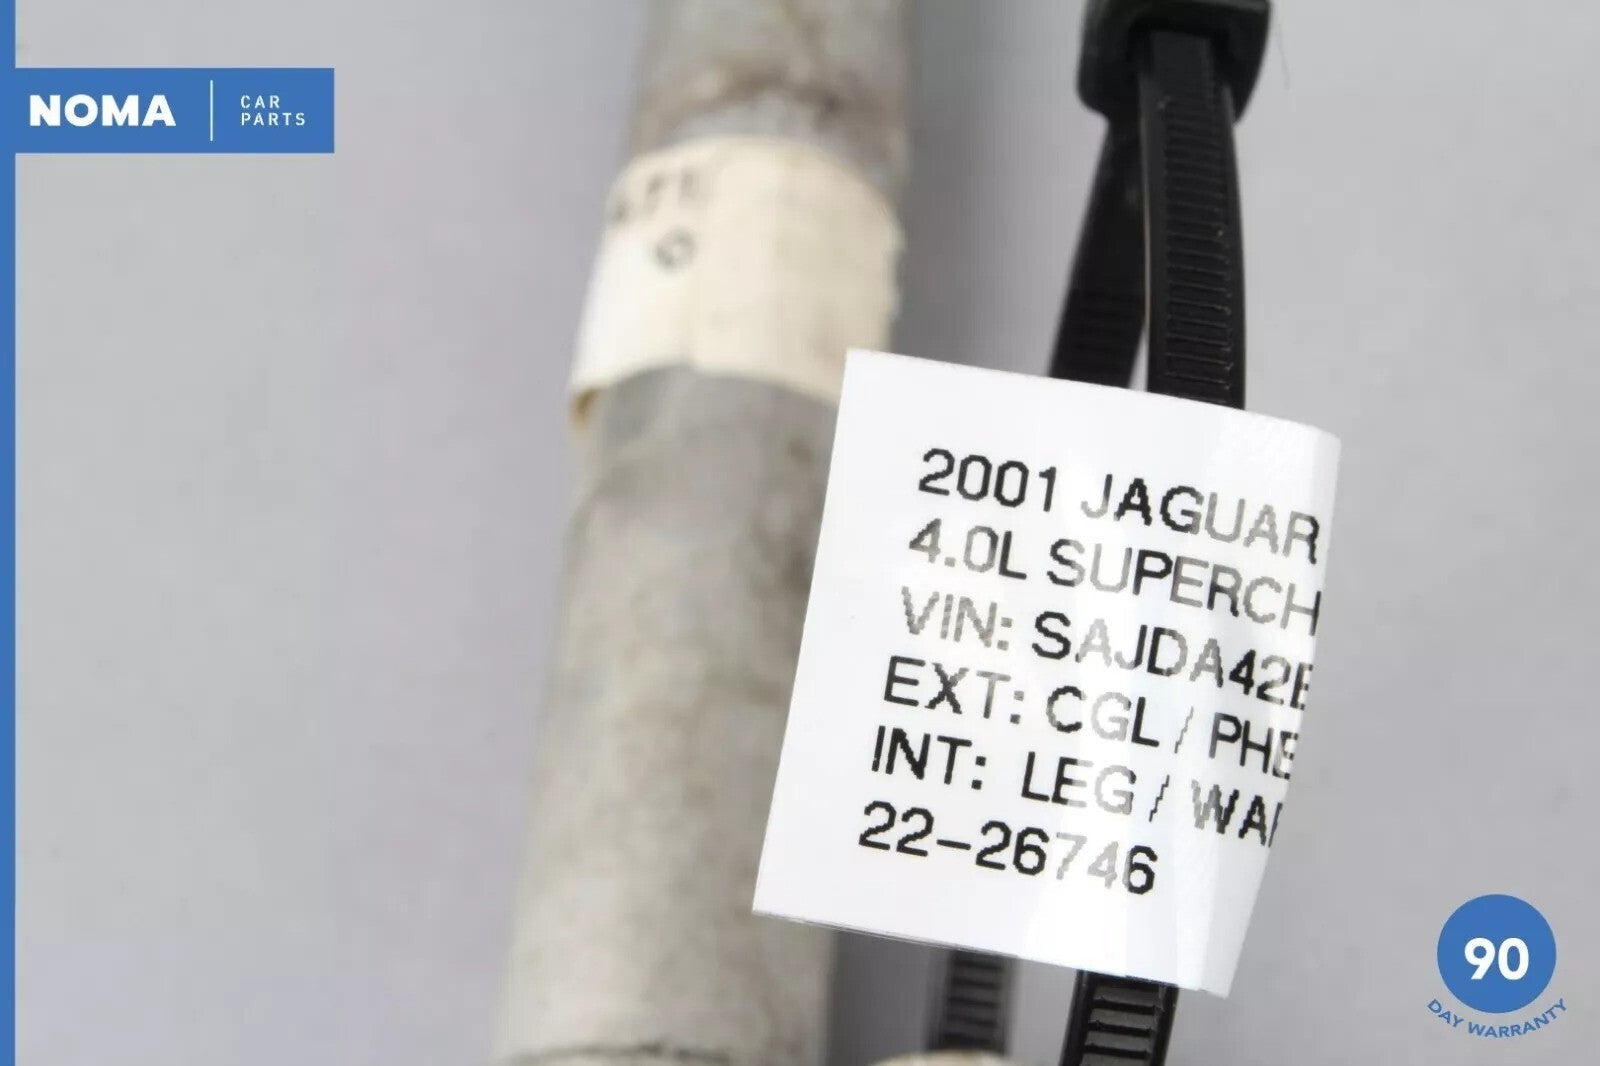 NOMA
CAR
PARTS
2001 JAGUAR
4.0L SUPERCH
VIN: SAJDA42
EXT: CGL / PHE
INT: LEG / WA
22-26746
90
DAY WARRANTY